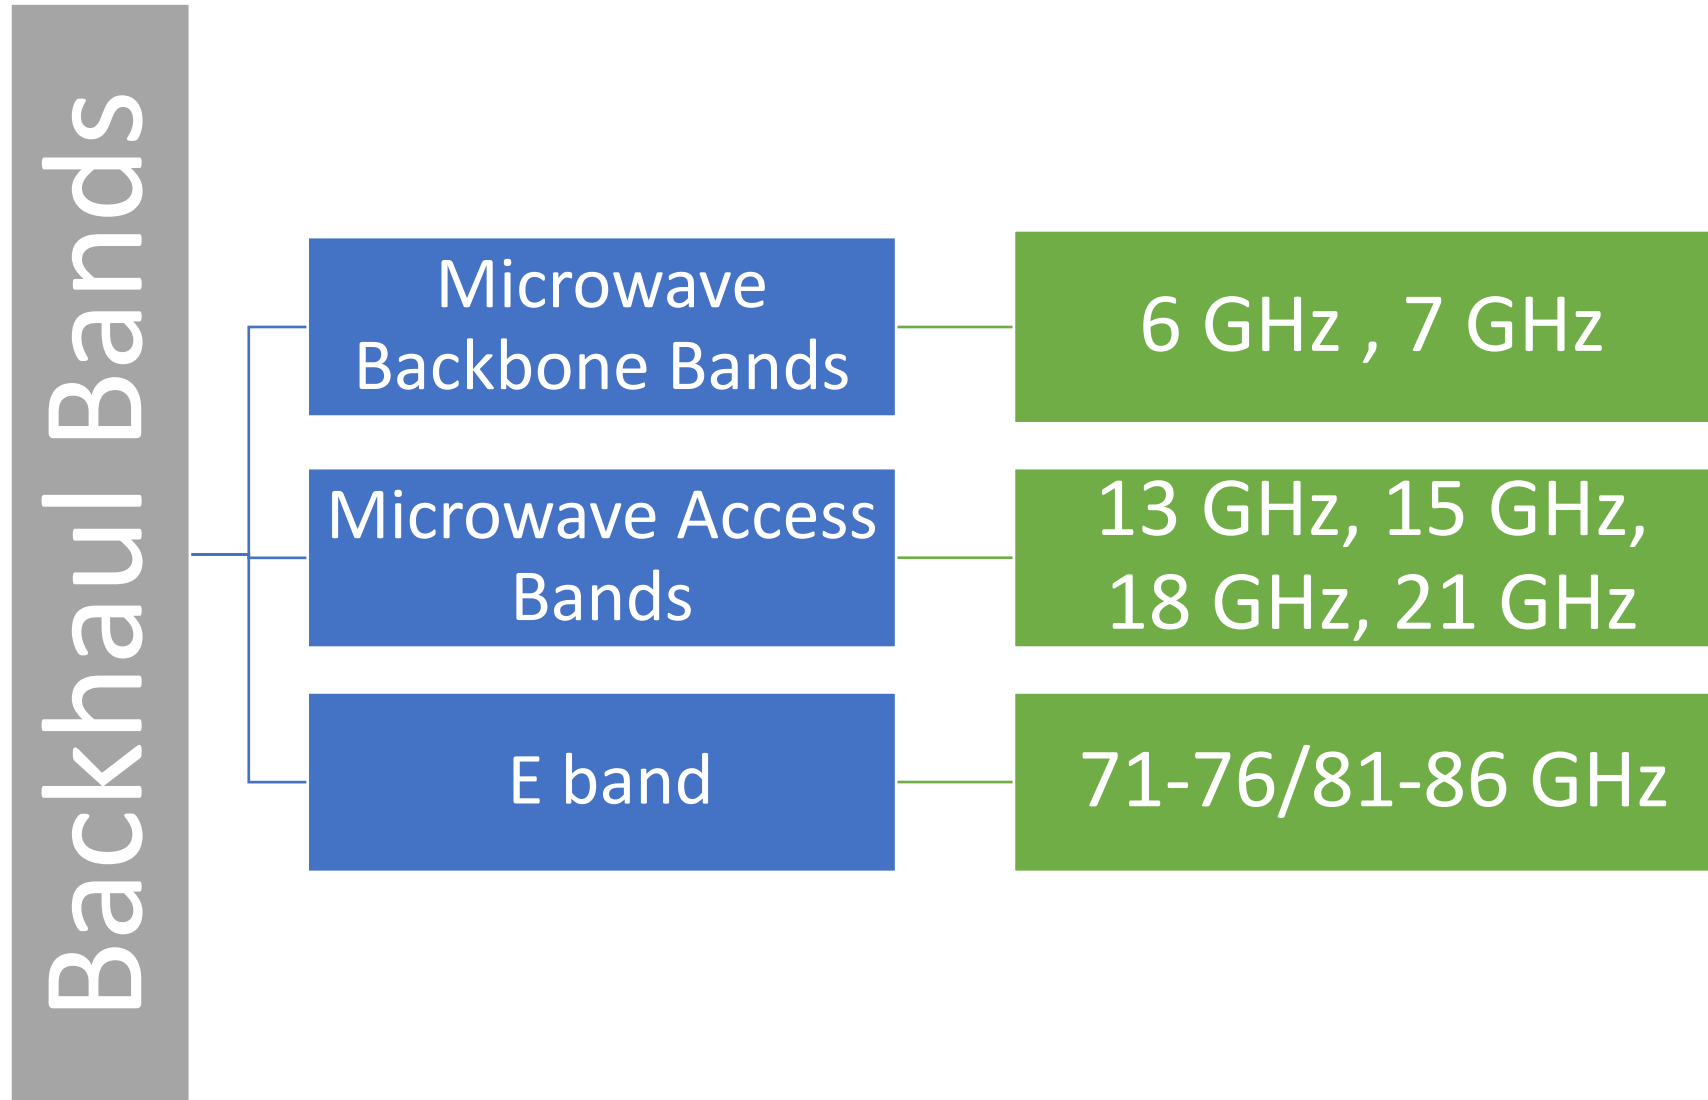 Backhaul Bands
Microwave
Backbone Bands
6 GHz , 7 GHz
Microwave Access
Bands
13 GHz, 15 GHz,
18 GHz, 21 GHz
E band
71-76/81-86 GHz